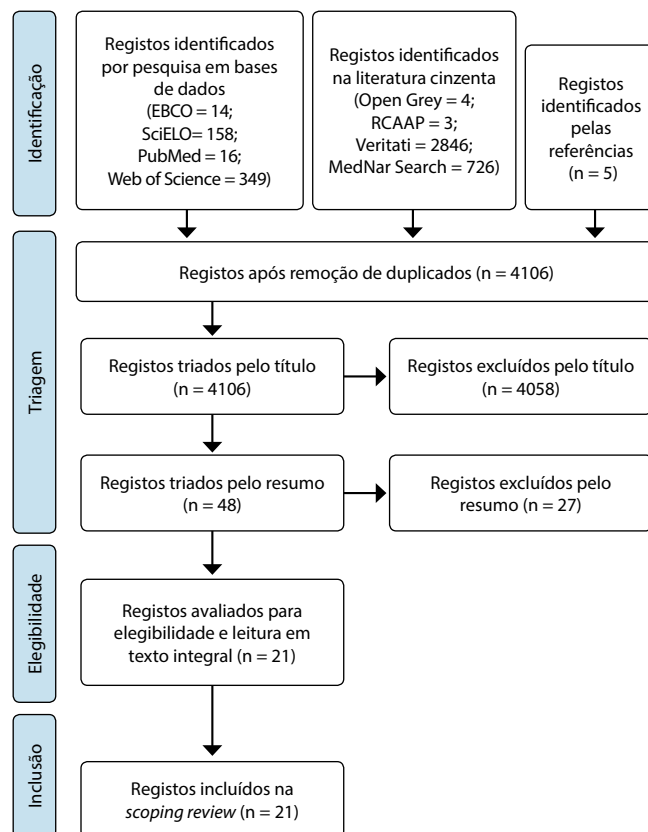 Identificação
Registos identificados
por pesquisa em bases
de dados
(EBCO = 14;
SciELO= 158;
PubMed = 16;
Web of Science = 349)
Registos identificados
na literatura cinzenta
(Open Grey = 4;
RCAAP = 3;
Veritati = 2846;
MedNar Search = 726)
Registos
identificados
pelas
referências
(n = 5)
Triagem
Registos após remoção de duplicados (n = 4106)
Registos triados pelo título
(n = 4106)
Registos excluídos pelo título
(n = 4058)
Registos triados pelo resumo
(n = 48)
Registos excluídos pelo
resumo (n = 27)
Elegibilidade
Registos avaliados para
elegibilidade e leitura em
texto integral (n = 21)
Inclusão
Registos incluídos na
scoping review (n = 21)